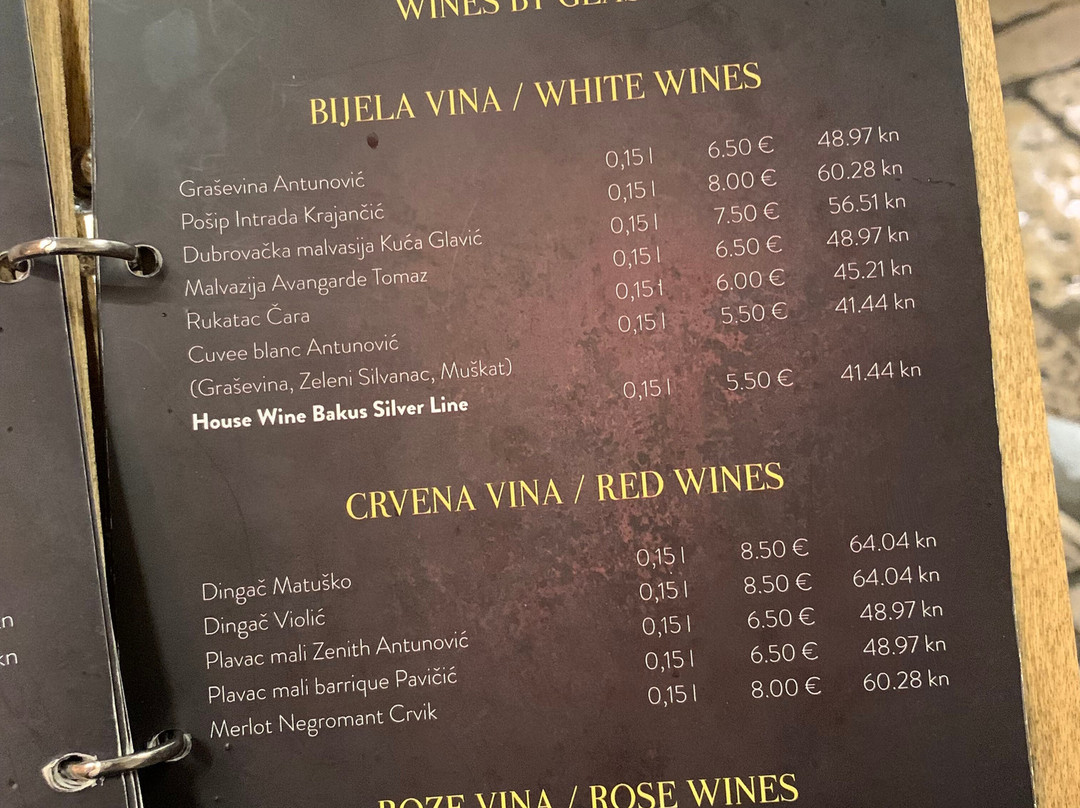 WINES BY GLAS
BIJELA VINA / WHITE WINES
Graševina Antunović 0,15 l 6.50 € 48.97 kn
Pošip Intrada Krajančić 0,15 l 8.00 € 60.28 kn
Dubrovačka malvasija Kuća Glavić 0,15 l 7.50 € 56.51 kn
Malvazija Avangarde Tomaz 0,15 l 6.50 € 48.97 kn
Rukatac Čara 0,15 l 6.00 € 45.21 kn
Cuvee blanc Antunović 0,15 l 5.50 € 41.44 kn
(Graševina, Zeleni Silvanac, Muškat)
House Wine Bakus Silver Line 0,15 l 5.50 € 41.44 kn
CRVENA VINA / RED WINES
Dingač Matuško 0,15 l 8.50 € 64.04 kn
Dingač Violić 0,15 l 8.50 € 64.04 kn
Plavac mali Zenith Antunović 0,15 l 6.50 € 48.97 kn
Plavac mali barrique Pavičić 0,15 l 6.50 € 48.97 kn
Merlot Negromant Crvik 0,15 l 8.00 € 60.28 kn
ROZE VINA / ROSE WINES
kn